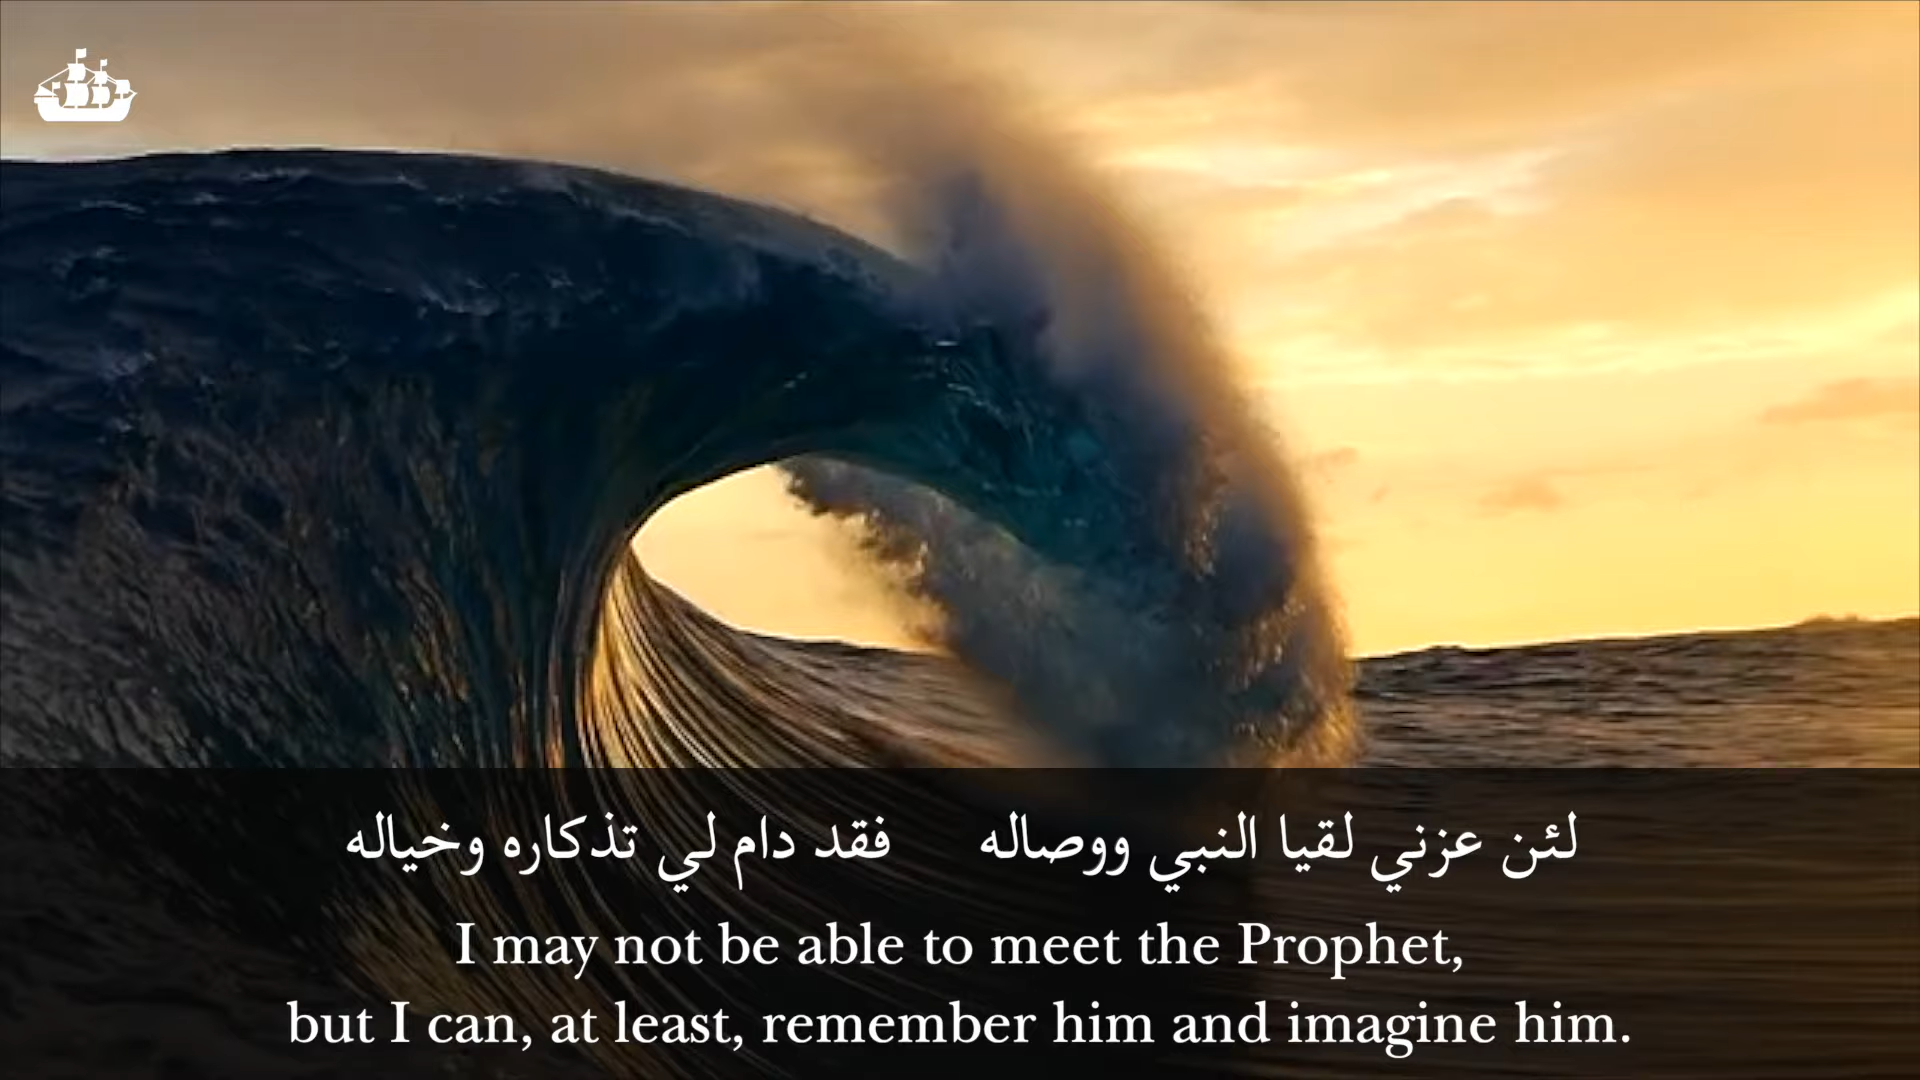 لئن عزني لقيا النبي ووصاله فقد دام لي تذكاره وخياله
I may not be able to meet the Prophet,
but I can, at least, remember him and imagine him.